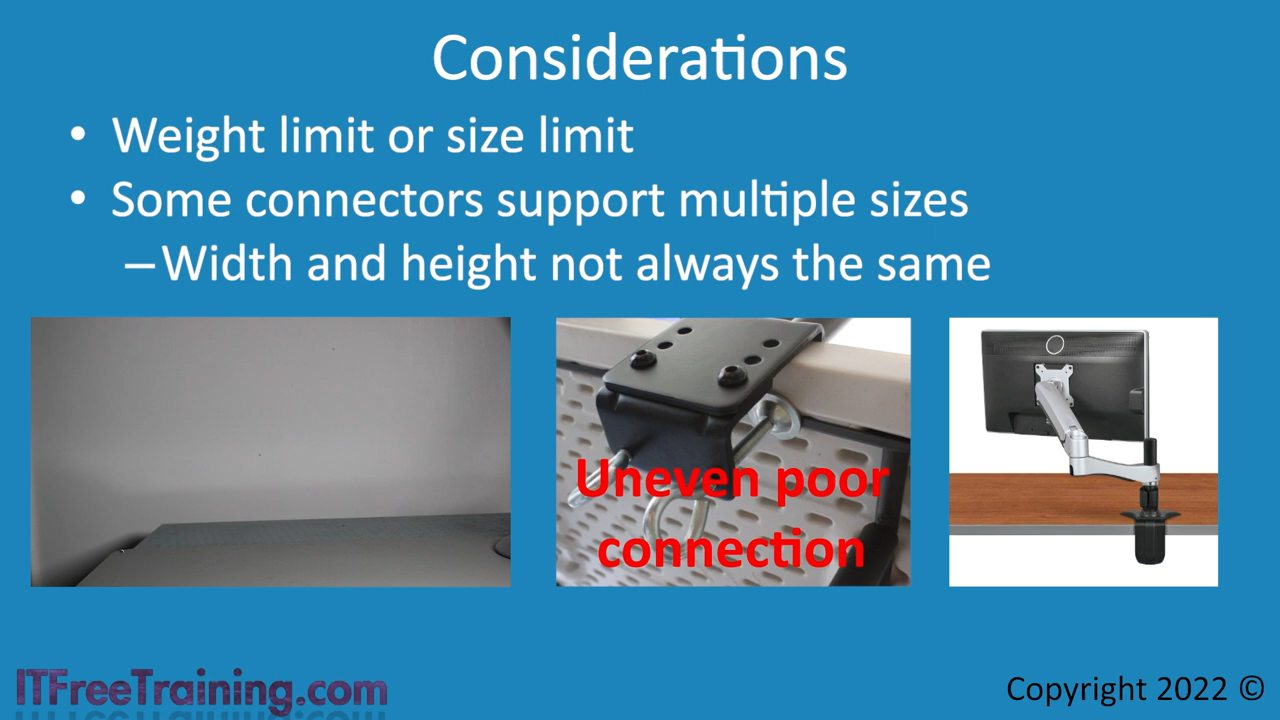 Considerations
• Weight limit or size limit
• Some connectors support multiple sizes
–Width and height not always the same
Uneven poor
connection
ITFreeTraining.com
Copyright 2022 ©